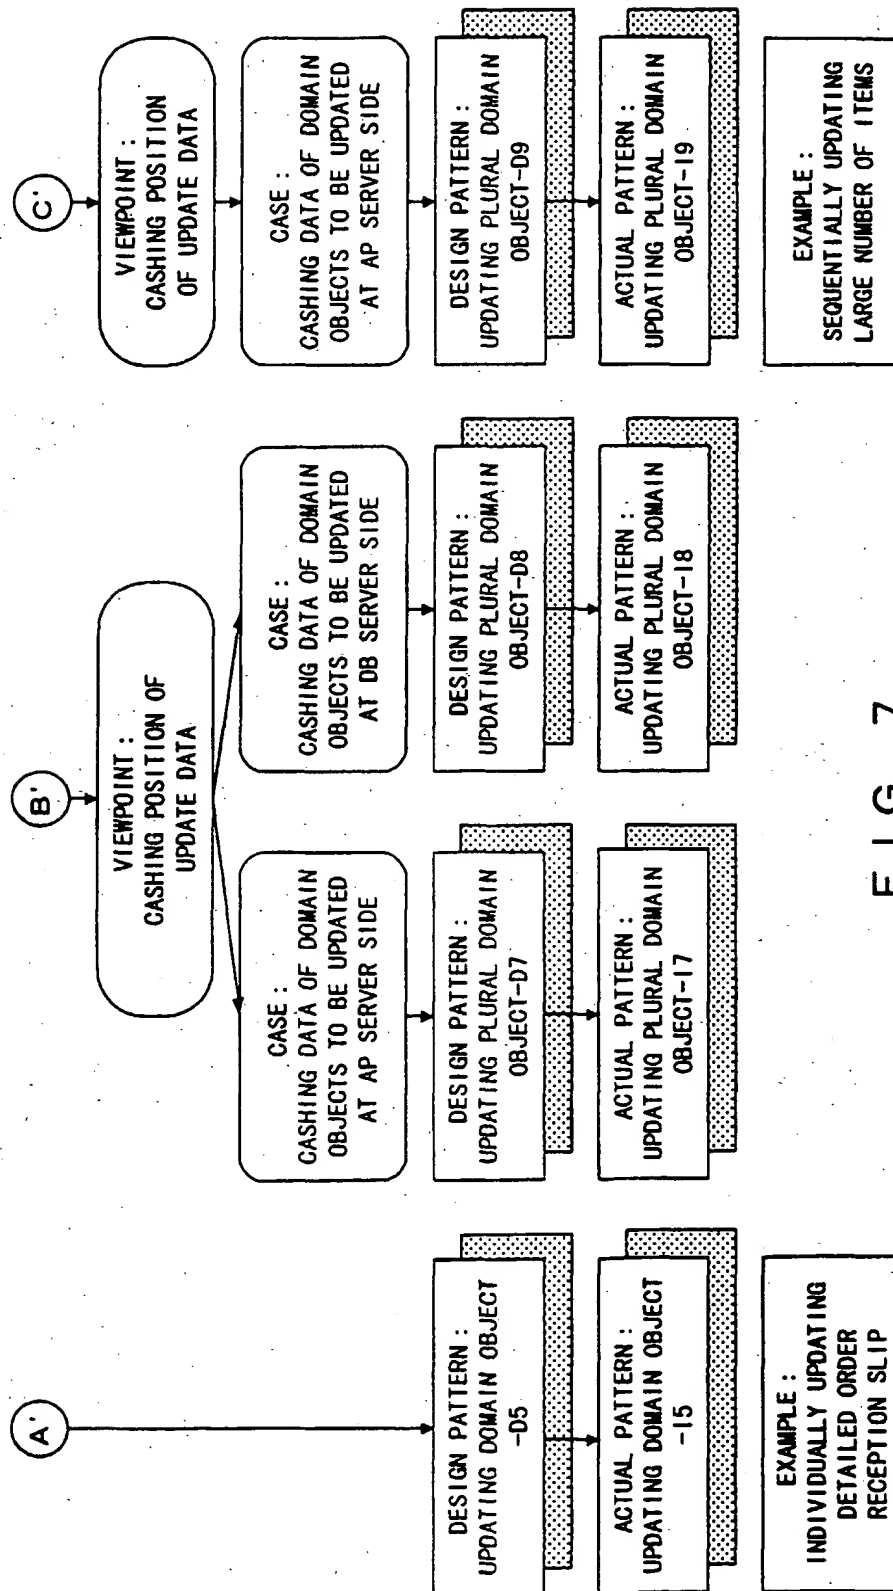 A'
DESIGN PATTERN :
UPDATING DOMAIN OBJECT
-D5
ACTUAL PATTERN :
UPDATING DOMAIN OBJECT
-I5
EXAMPLE :
INDIVIDUALLY UPDATING
DETAILED ORDER
RECEPTION SLIP
B'
VIEWPOINT :
CASHING POSITION OF
UPDATE DATA
CASE :
CASHING DATA OF DOMAIN
OBJECTS TO BE UPDATED
AT AP SERVER SIDE
DESIGN PATTERN :
UPDATING PLURAL DOMAIN
OBJECT-D7
ACTUAL PATTERN :
UPDATING PLURAL DOMAIN
OBJECT-I7
CASE :
CASHING DATA OF DOMAIN
OBJECTS TO BE UPDATED
AT DB SERVER SIDE
DESIGN PATTERN :
UPDATING PLURAL DOMAIN
OBJECT-D8
ACTUAL PATTERN :
UPDATING PLURAL DOMAIN
OBJECT-I8
C'
VIEWPOINT :
CASHING POSITION
OF UPDATE DATA
CASE :
CASHING DATA OF DOMAIN
OBJECTS TO BE UPDATED
AT AP SERVER SIDE
DESIGN PATTERN :
UPDATING PLURAL DOMAIN
OBJECT-D9
ACTUAL PATTERN :
UPDATING PLURAL DOMAIN
OBJECT-I9
EXAMPLE :
SEQUENTIALLY UPDATING
LARGE NUMBER OF ITEMS
FIG. 7